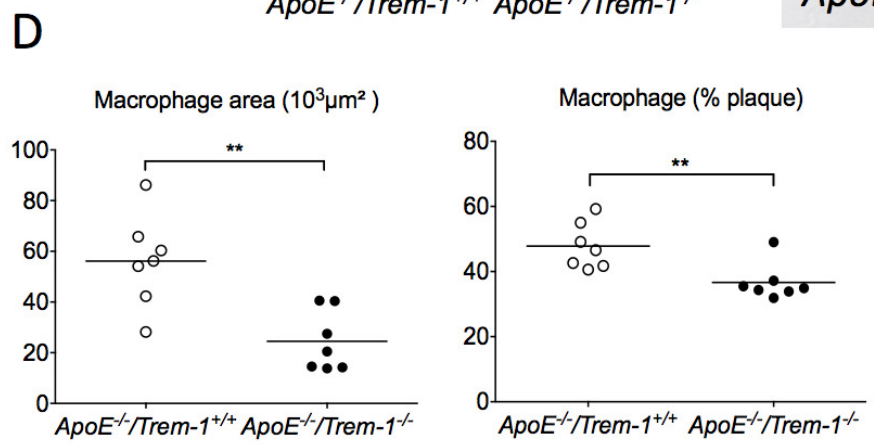 D
Macrophage area (10³µm² )
**
100
80
60
40
20
0
ApoE⁻/⁻/Trem-1⁺/⁺ ApoE⁻/⁻/Trem-1⁻/⁻
Macrophage (% plaque)
**
80
60
40
20
0
ApoE⁻/⁻/Trem-1⁺/⁺ ApoE⁻/⁻/Trem-1⁻/⁻